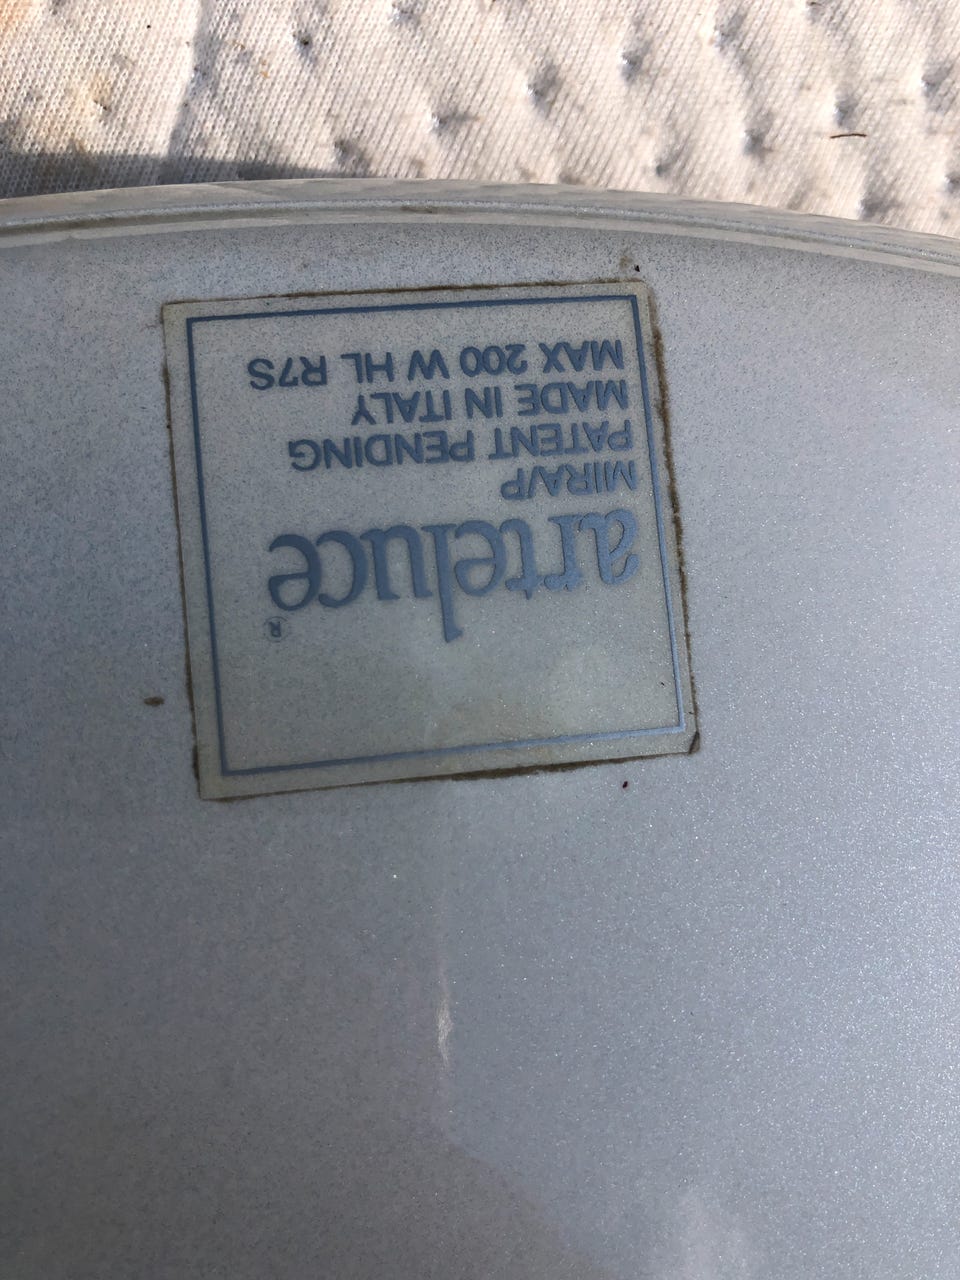 arteluce®
MIRA/P
PATENT PENDING
MADE IN ITALY
MAX 200 W HL R7S